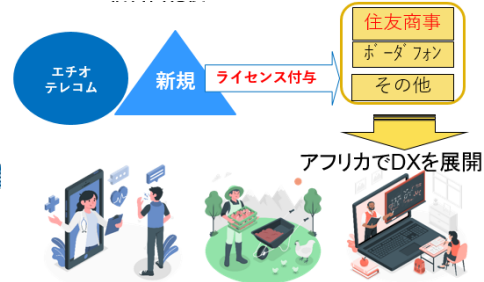 エチオ
テレコム
新規
ライセンス付与
住友商事
ﾎﾞｰﾀﾞﾌｫﾝ
その他
アフリカでDXを展開